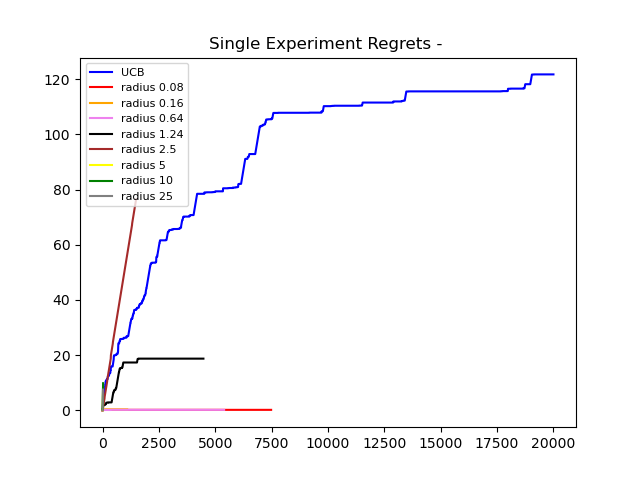 Single Experiment Regrets -
UCB
radius 0.08
radius 0.16
radius 0.64
radius 1.24
radius 2.5
radius 5
radius 10
radius 25
120
100
80
60
40
20
0
0 2500 5000 7500 10000 12500 15000 17500 20000